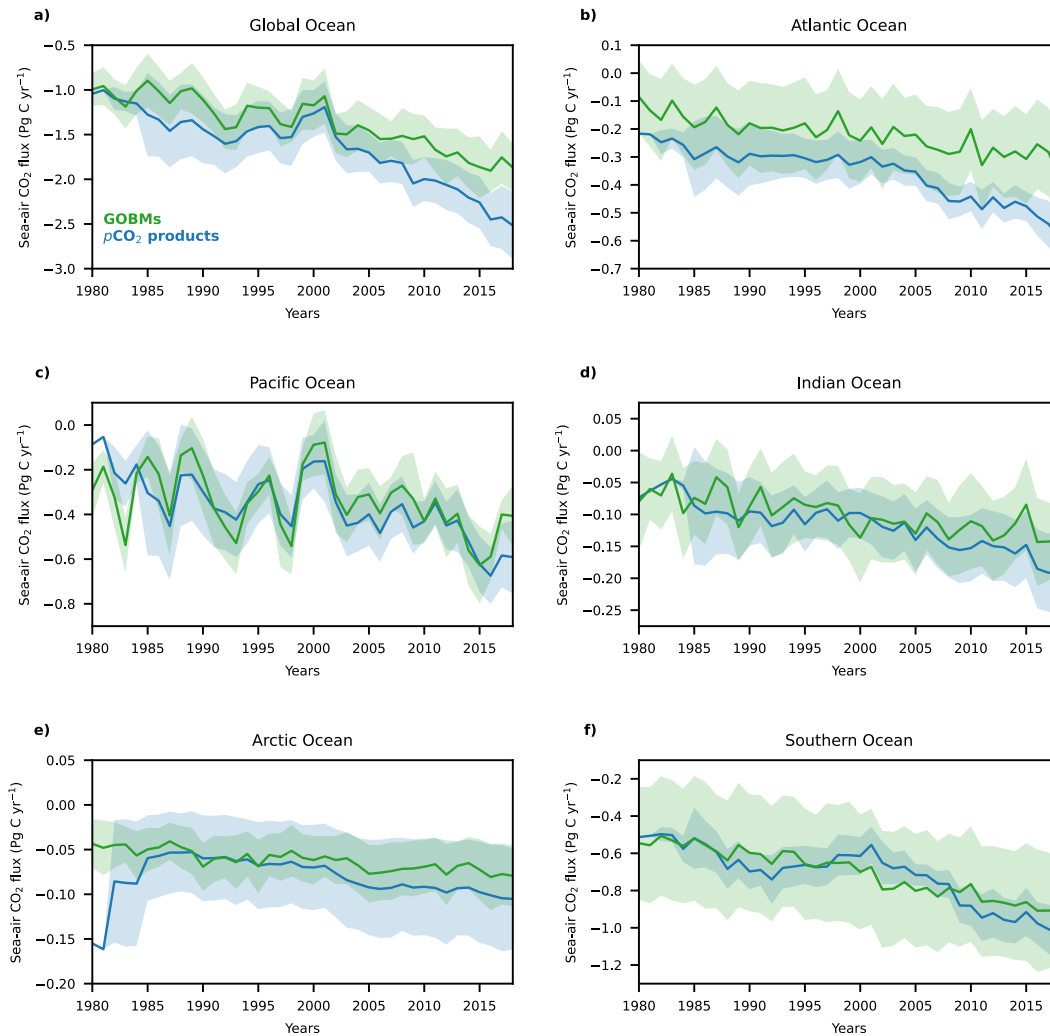 a)
Global Ocean
Sea-air CO₂ flux (Pg C yr⁻¹)
−0.5
−1.0
−1.5
−2.0
−2.5
−3.0
GOBMs
pCO₂ products
1980 1985 1990 1995 2000 2005 2010 2015
Years
b)
Atlantic Ocean
Sea-air CO₂ flux (Pg C yr⁻¹)
0.1
0.0
−0.1
−0.2
−0.3
−0.4
−0.5
−0.6
−0.7
1980 1985 1990 1995 2000 2005 2010 2015
Years
c)
Pacific Ocean
Sea-air CO₂ flux (Pg C yr⁻¹)
0.0
−0.2
−0.4
−0.6
−0.8
1980 1985 1990 1995 2000 2005 2010 2015
Years
d)
Indian Ocean
Sea-air CO₂ flux (Pg C yr⁻¹)
0.05
0.00
−0.05
−0.10
−0.15
−0.20
−0.25
1980 1985 1990 1995 2000 2005 2010 2015
Years
e)
Arctic Ocean
Sea-air CO₂ flux (Pg C yr⁻¹)
0.05
0.00
−0.05
−0.10
−0.15
−0.20
1980 1985 1990 1995 2000 2005 2010 2015
Years
f)
Southern Ocean
Sea-air CO₂ flux (Pg C yr⁻¹)
−0.2
−0.4
−0.6
−0.8
−1.0
−1.2
1980 1985 1990 1995 2000 2005 2010 2015
Years